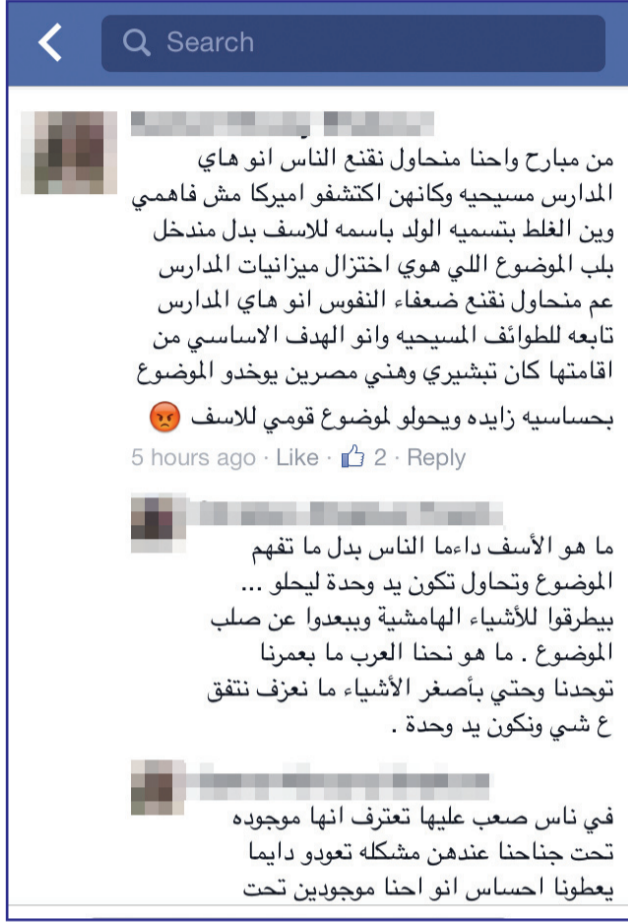 Search
من مبارح واحنا منحاول نقنع الناس انو هاي
المدارس مسيحيه وكانهن اكتشفو اميركا مش فاهمي
وين الغلط بتسميه الولد باسمه للاسف بدل مندخل
بلب الموضوع اللي هوي اختزال ميزانيات المدارس
عم منحاول نقنع ضعفاء النفوس انو هاي المدارس
تابعه للطوائف المسيحيه وانو الهدف الاساسي من
اقامتها كان تبشيري وهني مصرين يوخدو الموضوع
بحساسيه زايده ويحولو لموضوع قومي للاسف 😡
5 hours ago · Like · 2 · Reply
ما هو الأسف داءما الناس بدل ما تفهم
الموضوع وتحاول تكون يد وحدة ليحلو ...
بيطرقوا للأشياء الهامشية وببعدوا عن صلب
الموضوع . ما هو نحنا العرب ما بعمرنا
توحدنا وحتي بأصغر الأشياء ما نعزف نتفق
ع شي ونكون يد وحدة .
في ناس صعب عليها تعترف انها موجوده
تحت جناحنا عندهن مشكله تعودو دايما
يعطونا احساس انو احنا موجودين تحت